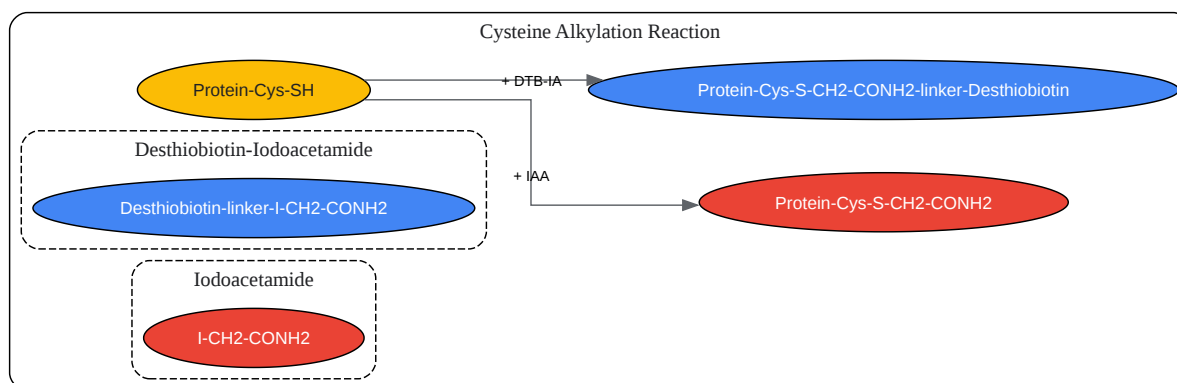 Cysteine Alkylation Reaction
Protein-Cys-SH
+ DTB-IA
Protein-Cys-S-CH2-CONH2-linker-Desthiobiotin
Desthiobiotin-Iodoacetamide
Desthiobiotin-linker-I-CH2-CONH2
+ IAA
Protein-Cys-S-CH2-CONH2
Iodoacetamide
I-CH2-CONH2